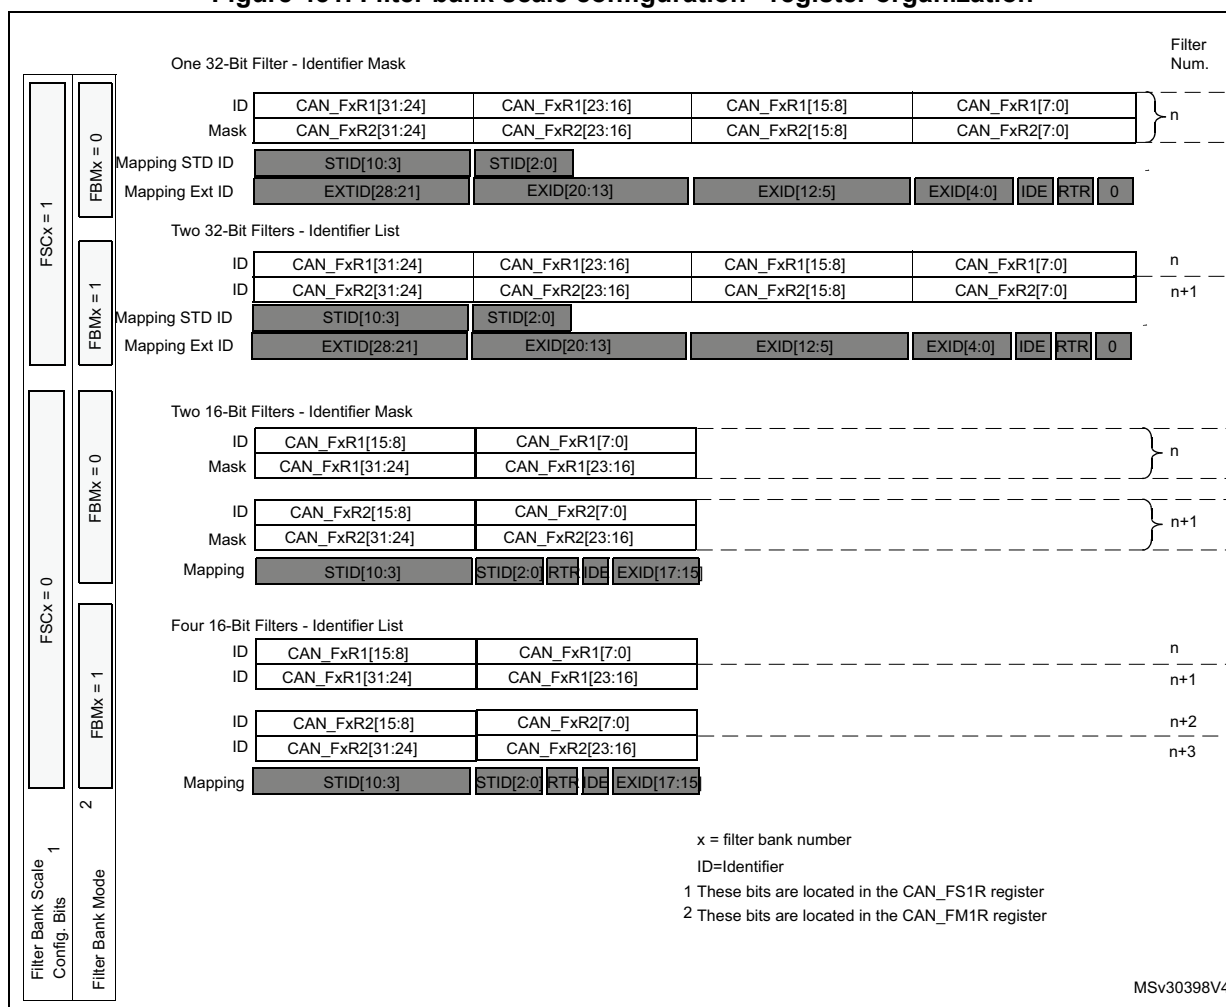 Figure 431. Filter bank scale configuration - register organization
Filter
Num.
One 32-Bit Filter - Identifier Mask
ID CAN_FxR1[31:24] CAN_FxR1[23:16] CAN_FxR1[15:8] CAN_FxR1[7:0]
n
Mask CAN_FxR2[31:24] CAN_FxR2[23:16] CAN_FxR2[15:8] CAN_FxR2[7:0]
Mapping STD ID STID[10:3] STID[2:0]
Mapping Ext ID EXTID[28:21] EXID[20:13] EXID[12:5] EXID[4:0] IDE RTR 0
FBMx = 0
FSCx = 1
Two 32-Bit Filters - Identifier List
ID CAN_FxR1[31:24] CAN_FxR1[23:16] CAN_FxR1[15:8] CAN_FxR1[7:0] n
ID CAN_FxR2[31:24] CAN_FxR2[23:16] CAN_FxR2[15:8] CAN_FxR2[7:0] n+1
Mapping STD ID STID[10:3] STID[2:0]
Mapping Ext ID EXTID[28:21] EXID[20:13] EXID[12:5] EXID[4:0] IDE RTR 0
FBMx = 1
Two 16-Bit Filters - Identifier Mask
ID CAN_FxR1[15:8] CAN_FxR1[7:0]
n
Mask CAN_FxR1[31:24] CAN_FxR1[23:16]
ID CAN_FxR2[15:8] CAN_FxR2[7:0]
n+1
Mask CAN_FxR2[31:24] CAN_FxR2[23:16]
Mapping STID[10:3] STID[2:0] RTR IDE EXID[17:15]
FBMx = 0
FSCx = 0
Four 16-Bit Filters - Identifier List
ID CAN_FxR1[15:8] CAN_FxR1[7:0] n
ID CAN_FxR1[31:24] CAN_FxR1[23:16] n+1
ID CAN_FxR2[15:8] CAN_FxR2[7:0] n+2
ID CAN_FxR2[31:24] CAN_FxR2[23:16] n+3
Mapping STID[10:3] STID[2:0] RTR IDE EXID[17:15]
FBMx = 1
Filter Bank Scale
Config. Bits 1
Filter Bank Mode 2
x = filter bank number
ID=Identifier
1 These bits are located in the CAN_FS1R register
2 These bits are located in the CAN_FM1R register
MSv30398V4